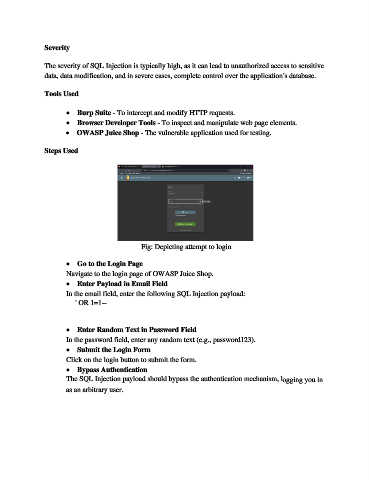 Severity
The severity of SQL Injection is typically high, as it can lead to unauthorized access to sensitive
data, data modification, and in severe cases, complete control over the application's database.
Tools Used
• Burp Suite - To intercept and modify HTTP requests.
• Browser Developer Tools - To inspect and manipulate web page elements.
• OWASP Juice Shop - The vulnerable application used for testing.
Steps Used
Fig: Depicting attempt to login
• Go to the Login Page
Navigate to the login page of OWASP Juice Shop.
• Enter Payload in Email Field
In the email field, enter the following SQL Injection payload:
' OR 1=1--
• Enter Random Text in Password Field
In the password field, enter any random text (e.g., password123).
• Submit the Login Form
Click on the login button to submit the form.
• Bypass Authentication
The SQL Injection payload should bypass the authentication mechanism, logging you in
as an arbitrary user.